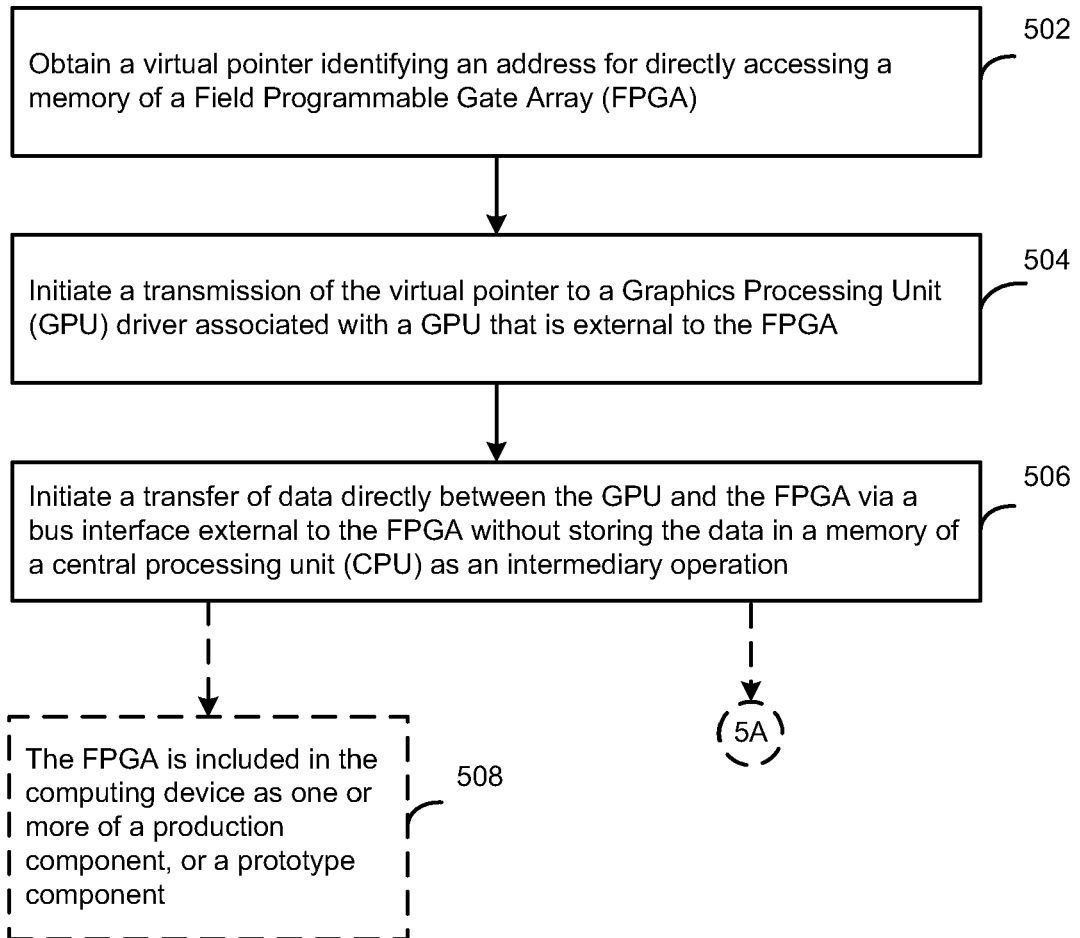 502
Obtain a virtual pointer identifying an address for directly accessing a
memory of a Field Programmable Gate Array (FPGA)
504
Initiate a transmission of the virtual pointer to a Graphics Processing Unit
(GPU) driver associated with a GPU that is external to the FPGA
506
Initiate a transfer of data directly between the GPU and the FPGA via a
bus interface external to the FPGA without storing the data in a memory of
a central processing unit (CPU) as an intermediary operation
5A
508
The FPGA is included in the
computing device as one or
more of a production
component, or a prototype
component